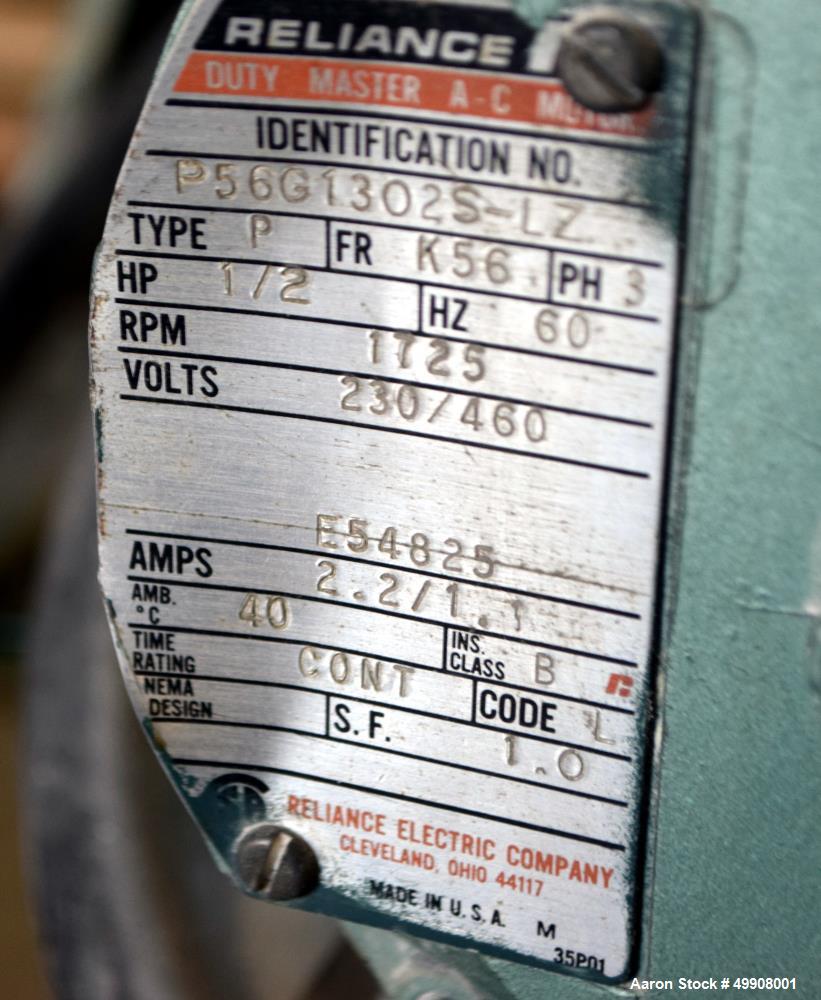 RELIANCE
DUTY MASTER A-C MOTOR
IDENTIFICATION NO.
P56G1302S-LZ
TYPE P FR K56 PH 3
HP 1/2 HZ 60
RPM 1725
VOLTS 230/460
E54825
AMPS 2.2/1.1
AMB. °C 40 INS. CLASS B
TIME RATING CONT CODE L
NEMA DESIGN S.F. 1.0
RELIANCE ELECTRIC COMPANY
CLEVELAND, OHIO 44117
MADE IN U.S.A. M
35P01
Aaron Stock # 49908001